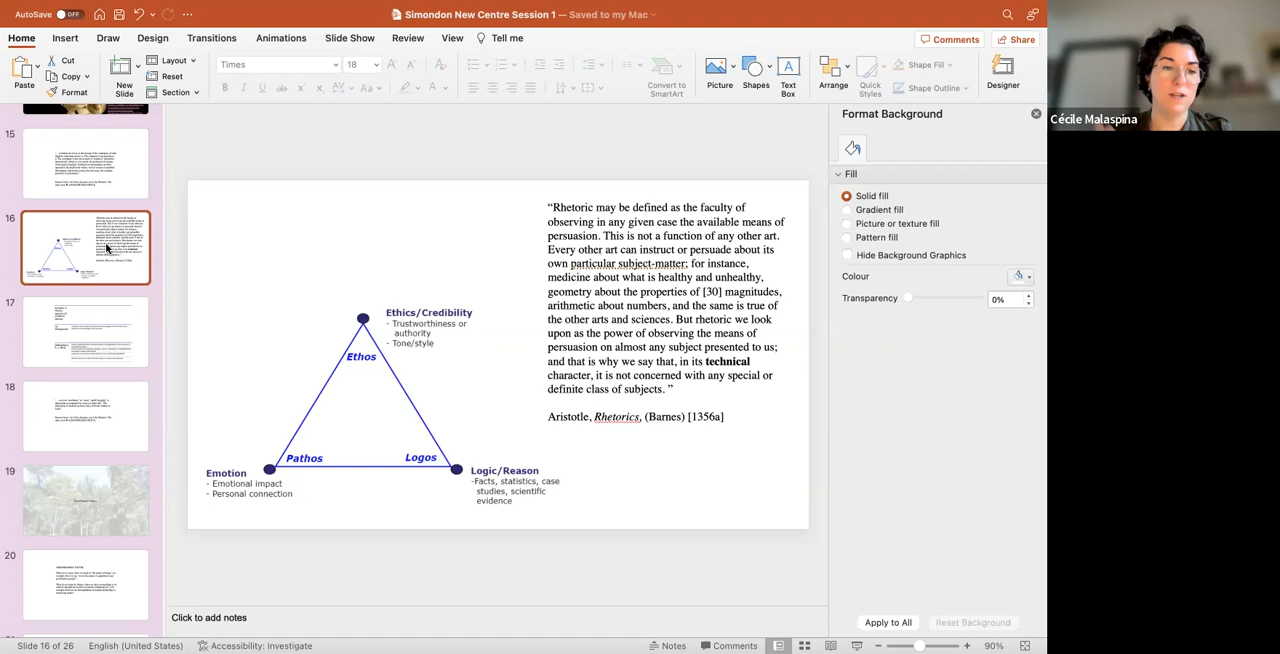 AutoSave OFF
Simondon New Centre Session 1 — Saved to my Mac
Home Insert Draw Design Transitions Animations Slide Show Review View Tell me
Comments Share
Paste Cut Copy Format
New Slide Layout Reset Section
Times 18
Convert to SmartArt
Picture Shapes Text Box Arrange Quick Styles Shape Fill Shape Outline Designer
Cécile Malaspina
15
16
17
18
19
20
“Rhetoric may be defined as the faculty of
observing in any given case the available means of
persuasion. This is not a function of any other art.
Every other art can instruct or persuade about its
own particular subject-matter; for instance,
medicine about what is healthy and unhealthy,
geometry about the properties of [30] magnitudes,
arithmetic about numbers, and the same is true of
the other arts and sciences. But rhetoric we look
upon as the power of observing the means of
persuasion on almost any subject presented to us;
and that is why we say that, in its technical
character, it is not concerned with any special or
definite class of subjects. ”
Aristotle, Rhetorics, (Barnes) [1356a]
Ethics/Credibility
- Trustworthiness or
authority
- Tone/style
Ethos
Pathos
Logos
Emotion
- Emotional impact
- Personal connection
Logic/Reason
-Facts, statistics, case
studies, scientific
evidence
Format Background
Fill
Solid fill
Gradient fill
Picture or texture fill
Pattern fill
Hide Background Graphics
Colour
Transparency 0%
Apply to All Reset Background
Click to add notes
Slide 16 of 26 English (United States) Accessibility: Investigate Notes Comments 90%